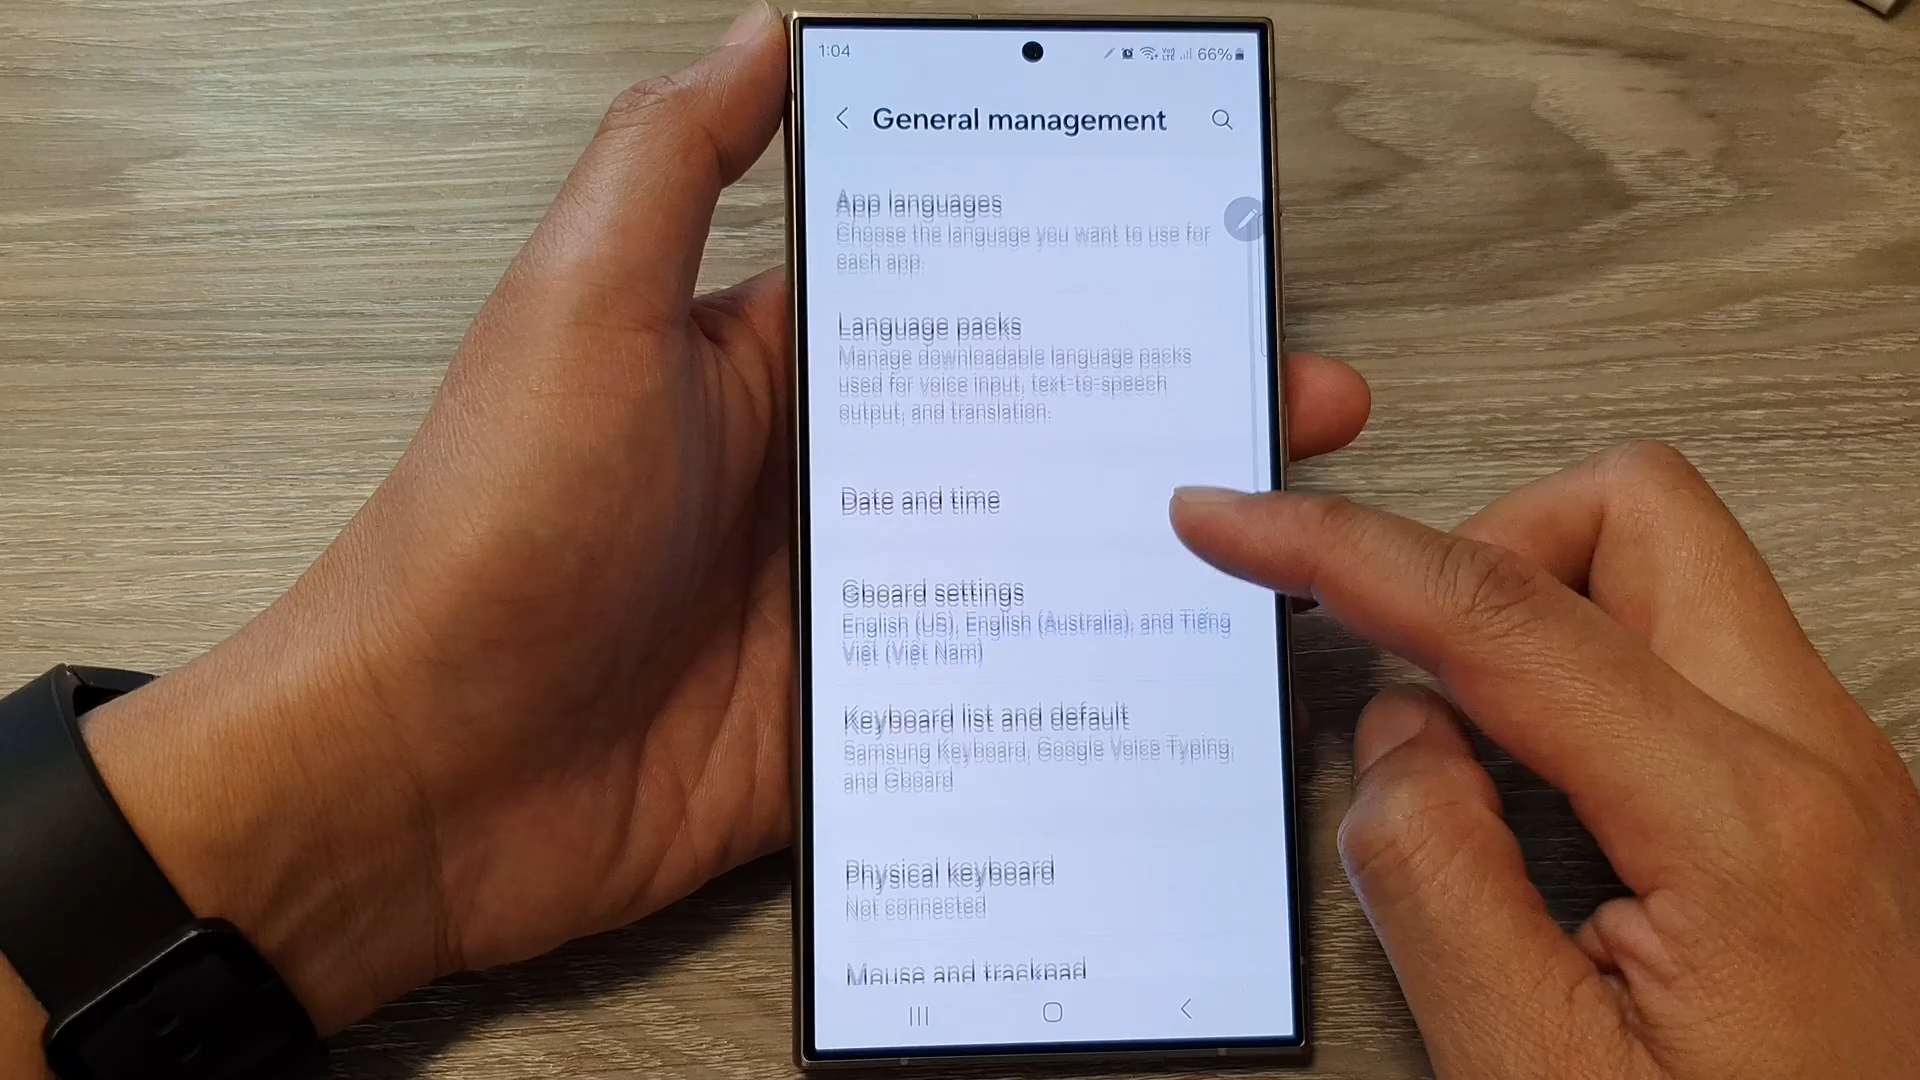 1:04
66%
General management
App languages
Choose the language you want to use for
each app.
Language packs
Manage downloadable language packs
used for voice input, text-to-speech
output, and translation.
Date and time
Gboard settings
English (US), English (Australia), and Tiếng
Việt (Việt Nam)
Keyboard list and default
Samsung Keyboard, Google Voice Typing,
and Gboard
Physical keyboard
Not connected
Mouse and trackpad